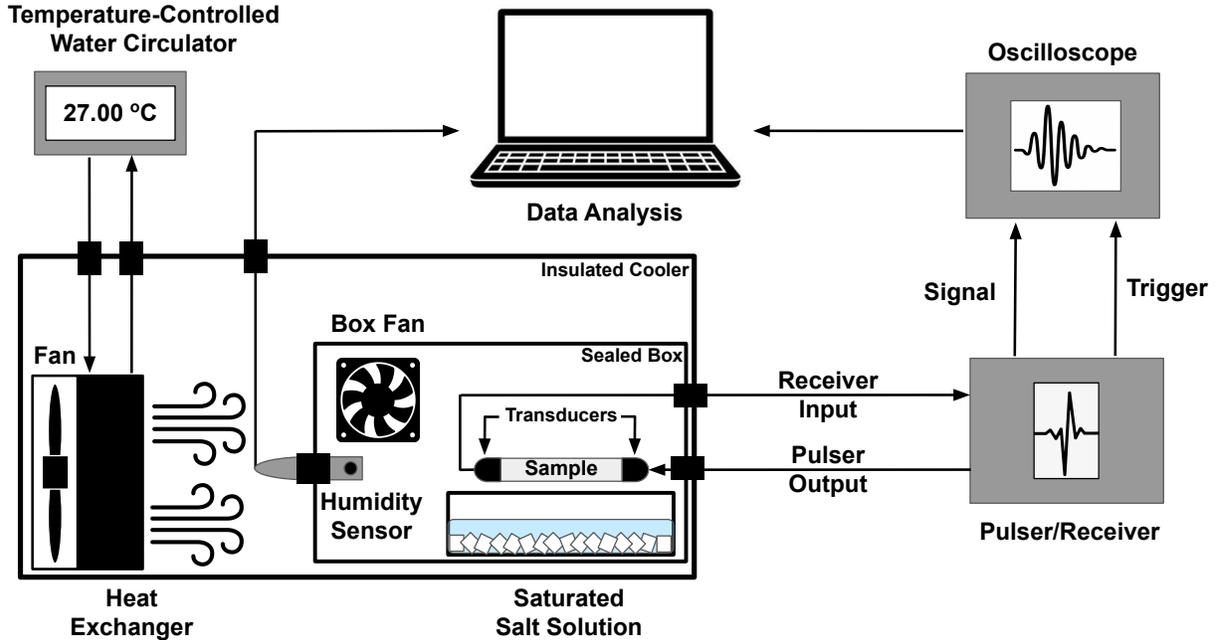 Temperature-Controlled
Water Circulator
27.00 ºC
Oscilloscope
Data Analysis
Insulated Cooler
Signal
Trigger
Box Fan
Fan
Sealed Box
Transducers
Sample
Humidity
Sensor
Receiver
Input
Pulser
Output
Pulser/Receiver
Heat
Exchanger
Saturated
Salt Solution